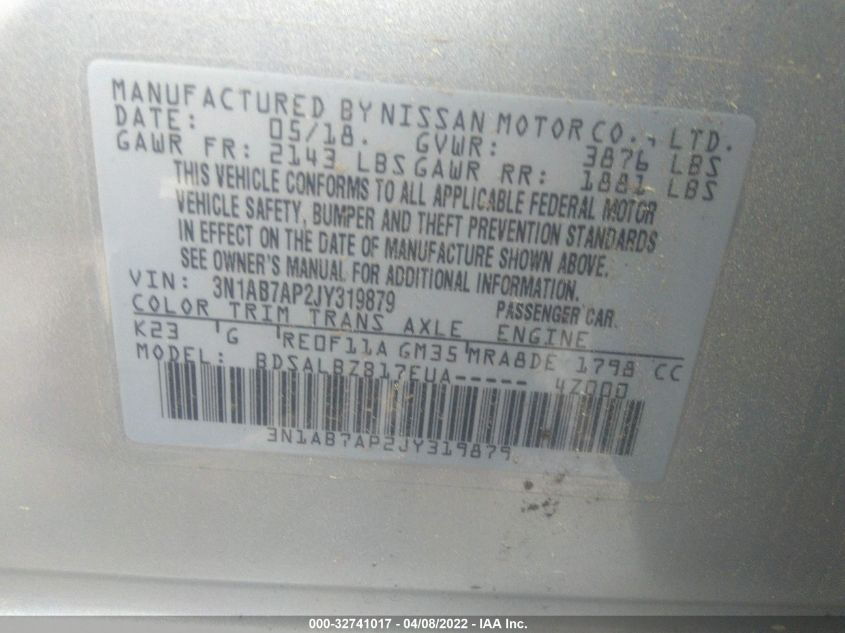 MANUFACTURED BY NISSAN MOTOR CO., LTD.
DATE: 05/18. GVWR: 3876 LBS
GAWR FR: 2143 LBS GAWR RR: 1881 LBS
THIS VEHICLE CONFORMS TO ALL APPLICABLE FEDERAL MOTOR
VEHICLE SAFETY, BUMPER AND THEFT PREVENTION STANDARDS
IN EFFECT ON THE DATE OF MANUFACTURE SHOWN ABOVE.
SEE OWNER'S MANUAL FOR ADDITIONAL INFORMATION.
VIN: 3N1AB7AP2JY319879 PASSENGER CAR
COLOR TRIM TRANS AXLE ENGINE
K23 G RE0F11A GM35 MRA8DE 1798 CC
MODEL: BDSALBZB17EUA----- 4Z000
3N1AB7AP2JY319879
000-32741017 - 04/08/2022 - IAA Inc.